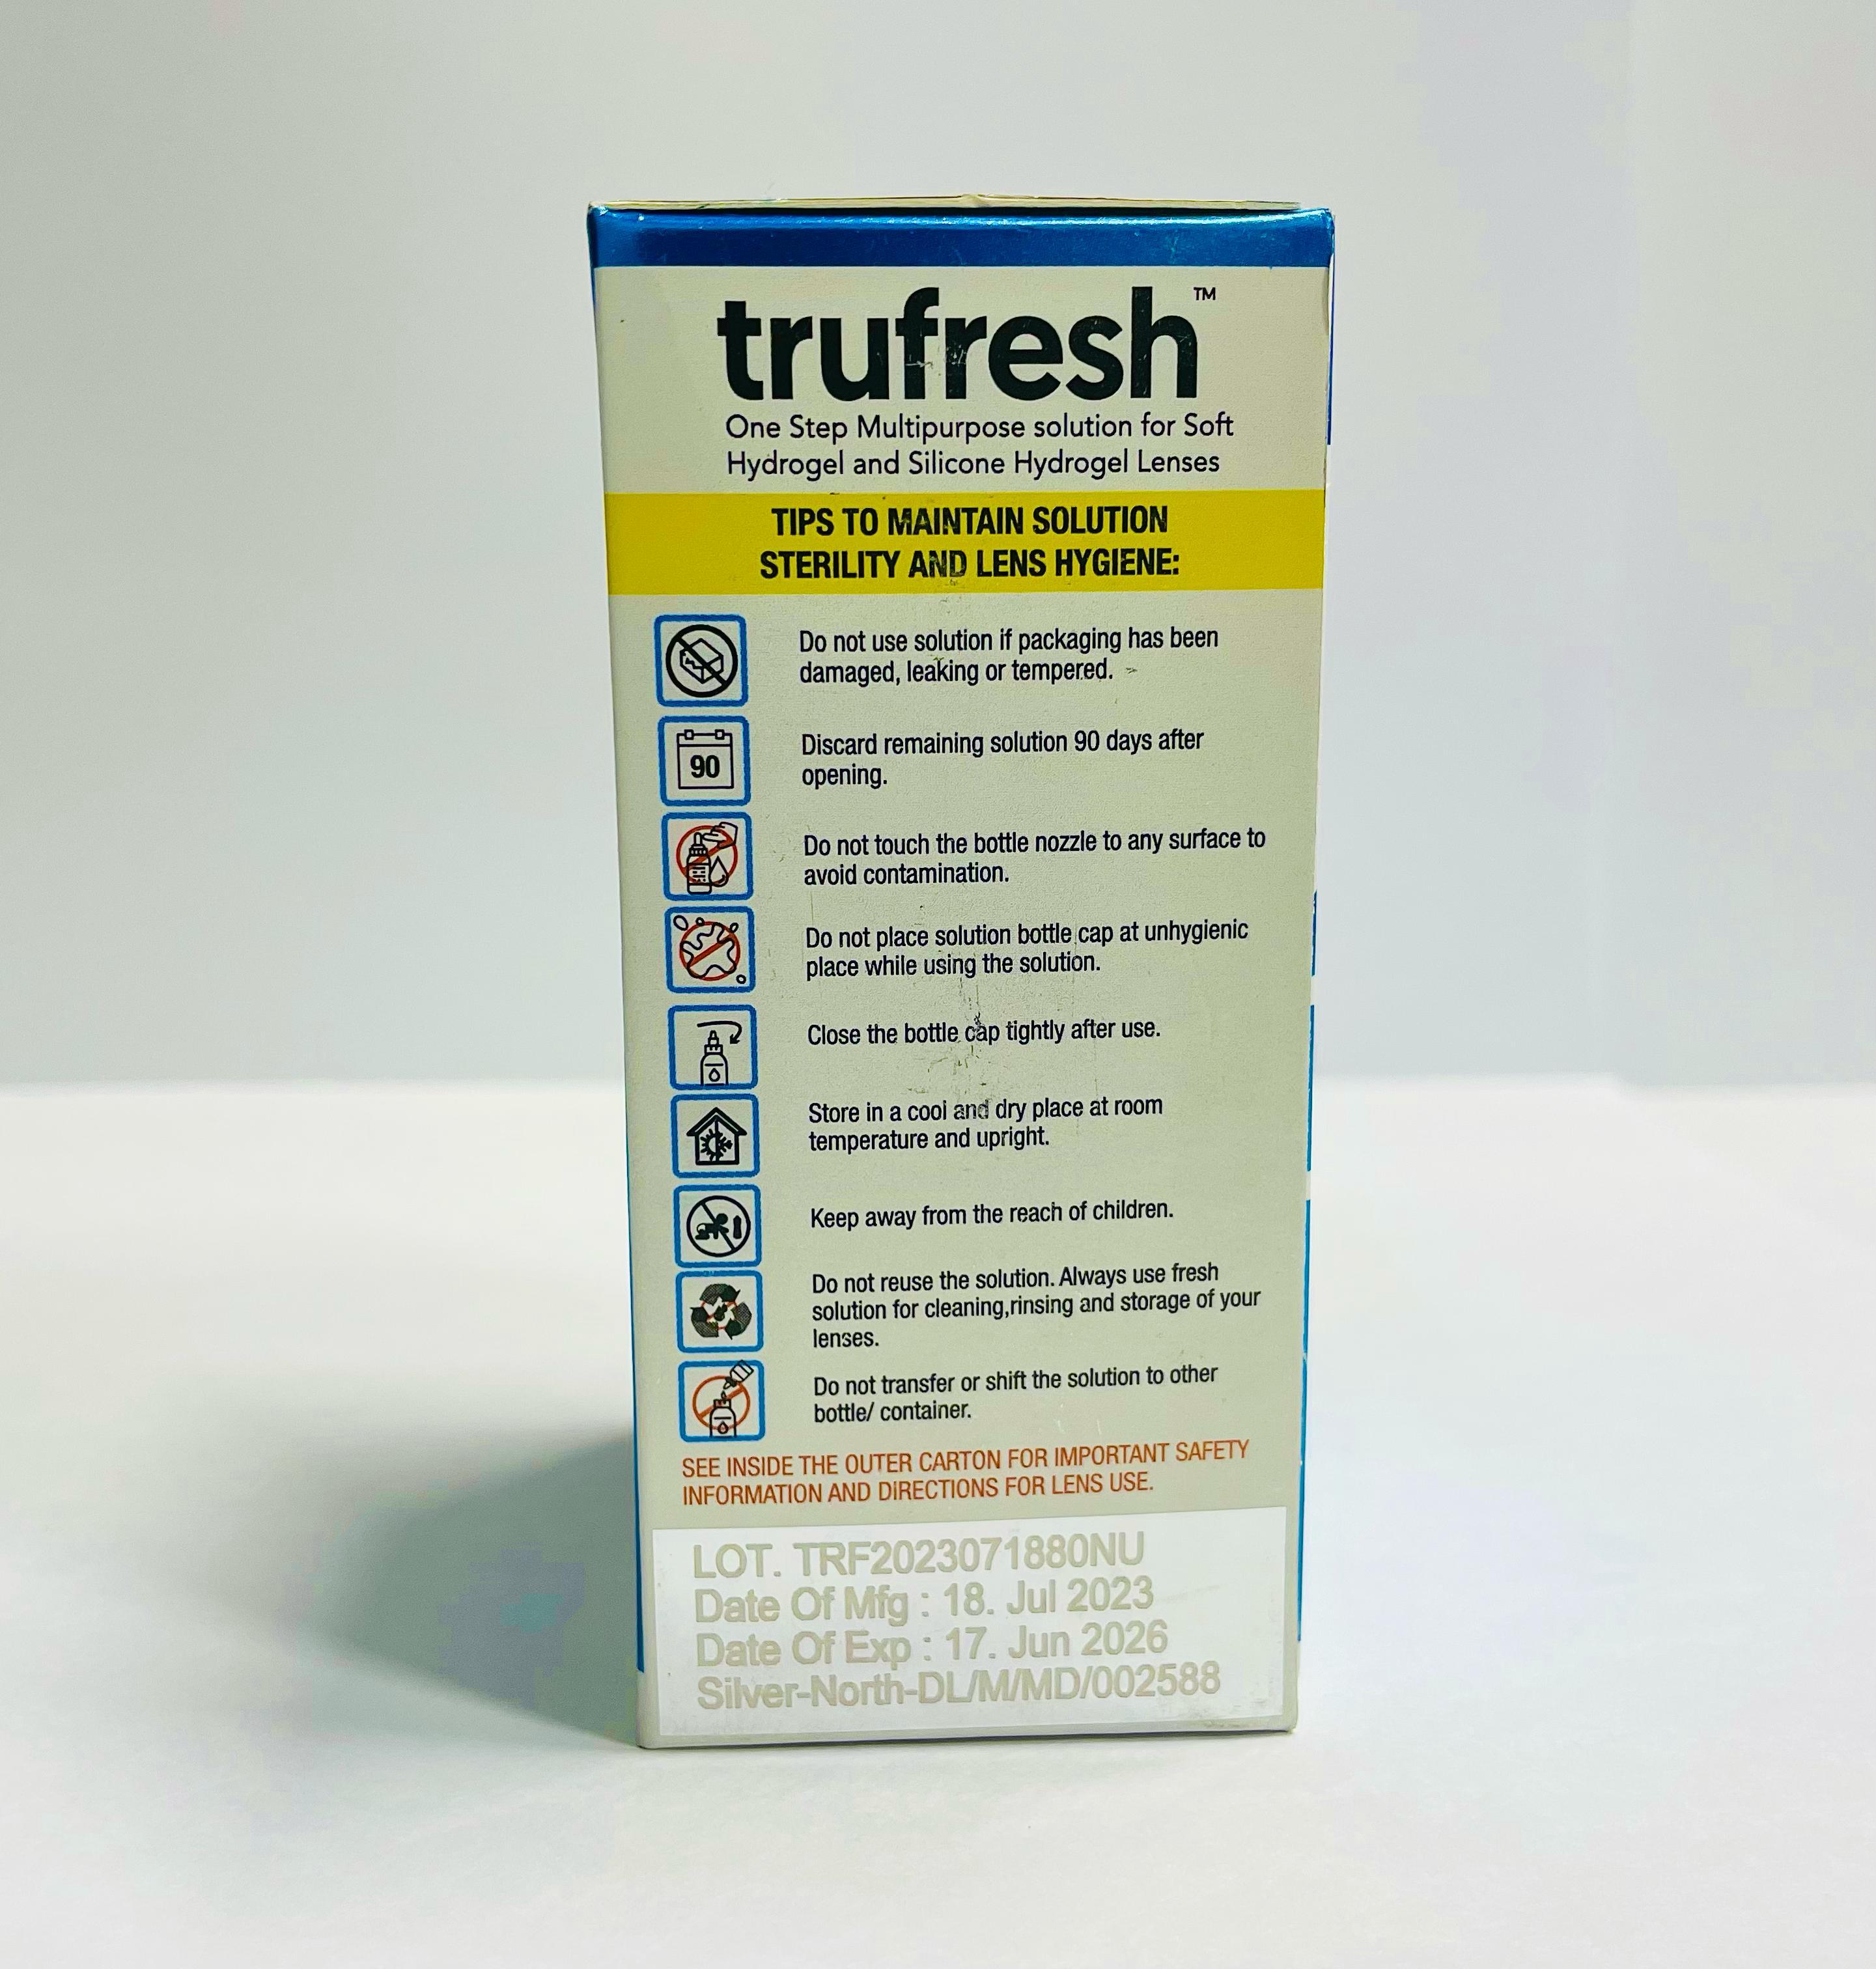 trufresh™
One Step Multipurpose solution for Soft
Hydrogel and Silicone Hydrogel Lenses
TIPS TO MAINTAIN SOLUTION
STERILITY AND LENS HYGIENE:
Do not use solution if packaging has been
damaged, leaking or tempered.
90
Discard remaining solution 90 days after
opening.
Do not touch the bottle nozzle to any surface to
avoid contamination.
Do not place solution bottle cap at unhygienic
place while using the solution.
Close the bottle cap tightly after use.
Store in a cool and dry place at room
temperature and upright.
Keep away from the reach of children.
Do not reuse the solution. Always use fresh
solution for cleaning,rinsing and storage of your
lenses.
Do not transfer or shift the solution to other
bottle/ container.
SEE INSIDE THE OUTER CARTON FOR IMPORTANT SAFETY
INFORMATION AND DIRECTIONS FOR LENS USE.
LOT. TRF2023071880NU
Date Of Mfg : 18. Jul 2023
Date Of Exp : 17. Jun 2026
Silver-North-DL/M/MD/002588